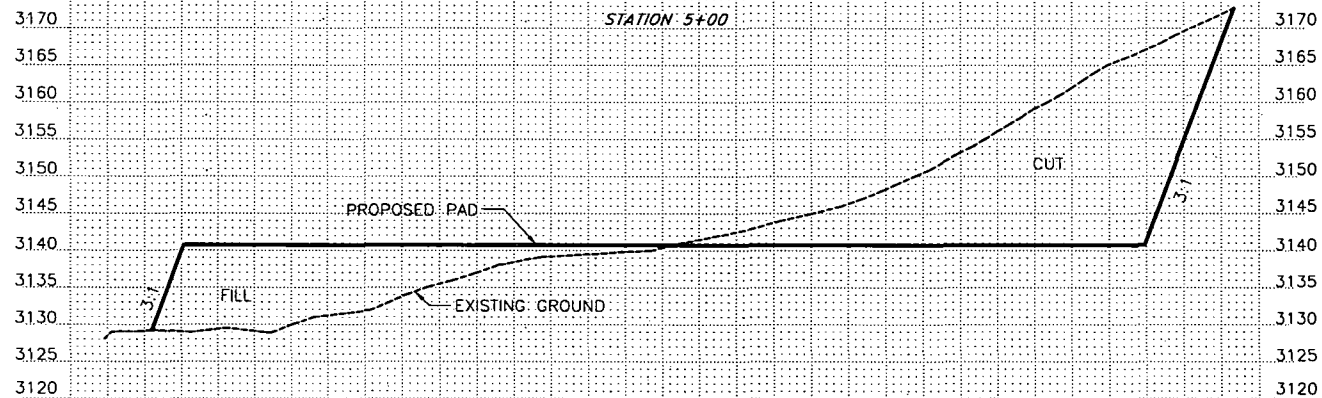 STATION 5+00
3170 3170
3165 3165
3160 3160
CUT
3155 3155
3150 3150
3:1
PROPOSED PAD
3145 3145
3140 3140
3135 3135
FILL
3:1
EXISTING GROUND
3130 3130
3125 3125
3120 3120